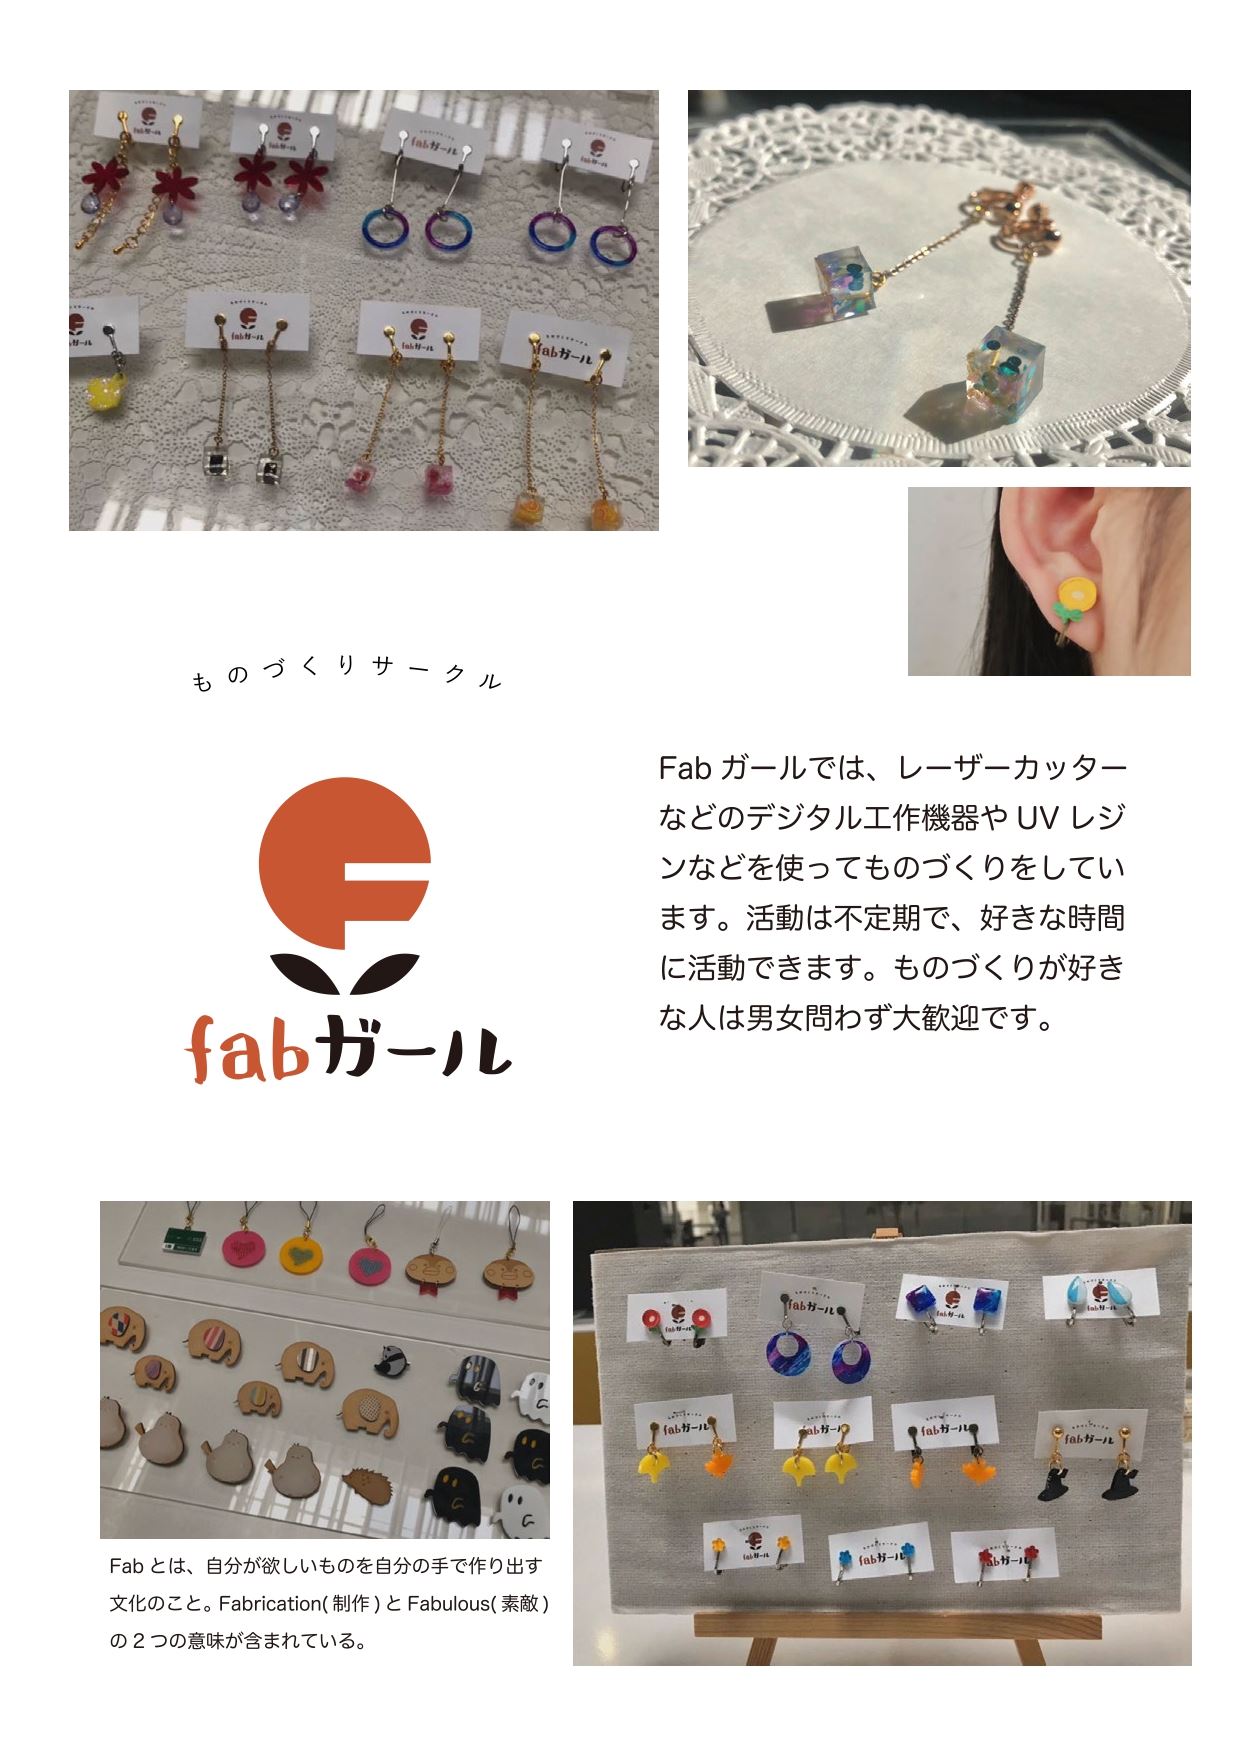 ものづくりサークル
fabガール
Fab ガールでは、レーザーカッター
などのデジタル工作機器や UV レジ
ンなどを使ってものづくりをしてい
ます。活動は不定期で、好きな時間
に活動できます。ものづくりが好き
な人は男女問わず大歓迎です。
Fab とは、自分が欲しいものを自分の手で作り出す
文化のこと。Fabrication( 制作 ) と Fabulous( 素敵 )
の 2 つの意味が含まれている。